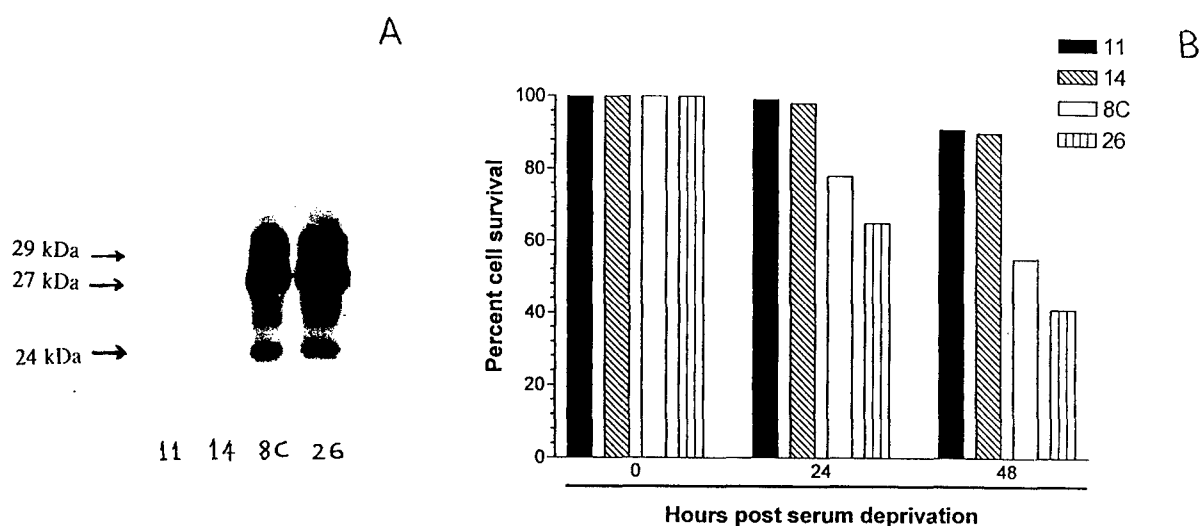 A
29 kDa →
27 kDa →
24 kDa →
11 14 8C 26
B
11
14
8C
26
Percent cell survival
100
80
60
40
20
0
0 24 48
Hours post serum deprivation